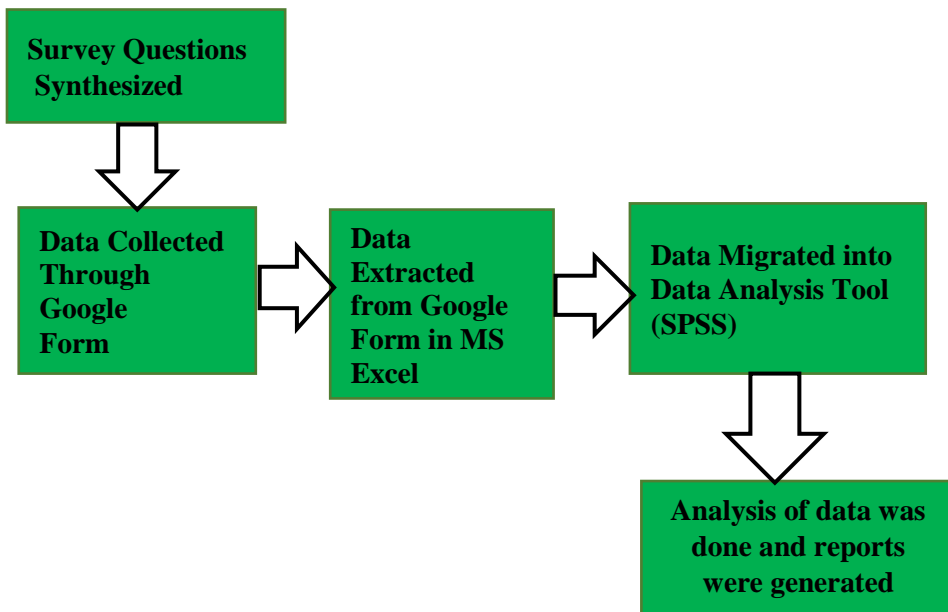 Survey Questions
Synthesized
Data Collected
Through
Google
Form
Data
Extracted
from Google
Form in MS
Excel
Data Migrated into
Data Analysis Tool
(SPSS)
Analysis of data was
done and reports
were generated